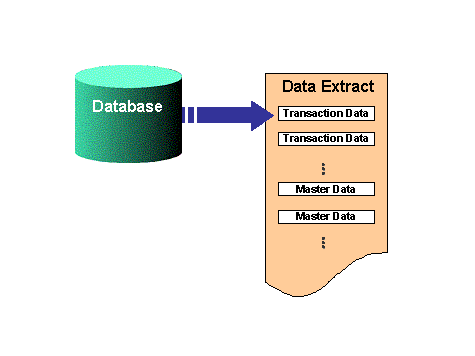 Database
Data Extract
Transaction Data
Transaction Data
Master Data
Master Data